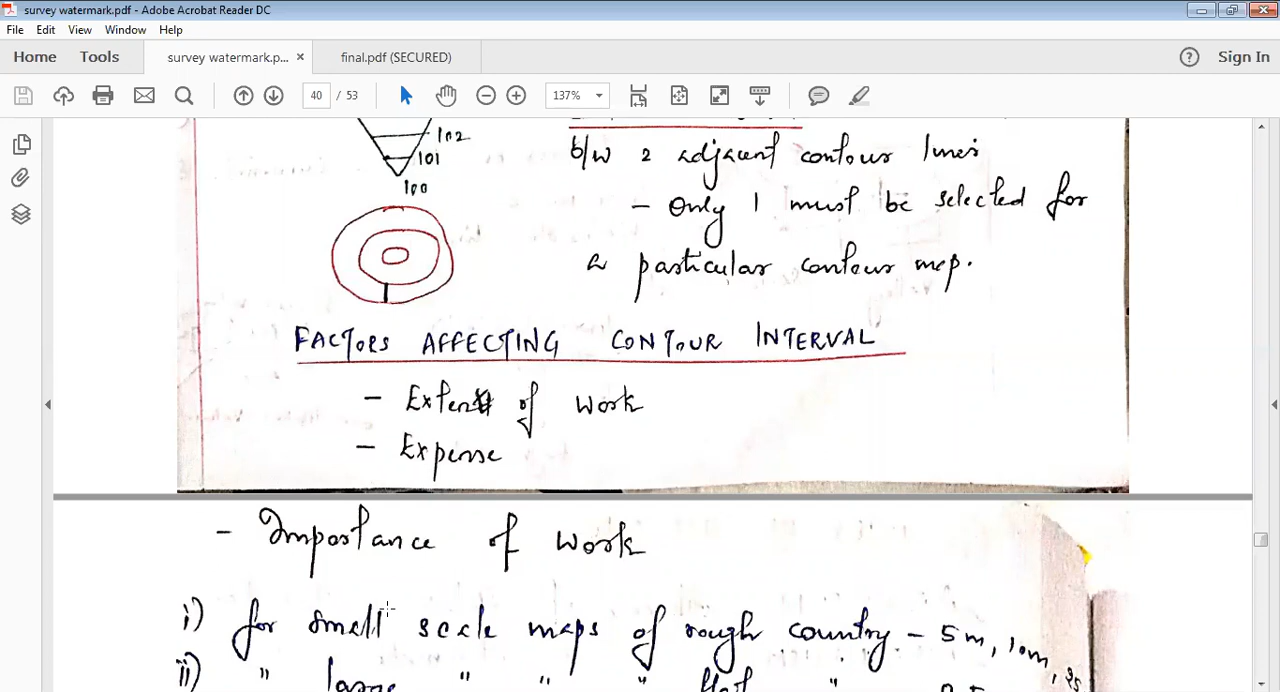 survey watermark.pdf - Adobe Acrobat Reader DC
File Edit View Window Help
Home Tools survey watermark.p... × final.pdf (SECURED) Sign In
40 / 53 137%
102
101
100
b/w 2 adjacent contour lines
- Only 1 must be selected for
a particular contour map.
FACTORS AFFECTING CONTOUR INTERVAL
- Extent of work
- Expense
- Importance of work
i) for small scale maps of rough country - 5m, 10m,
ii) " large " " " flat "